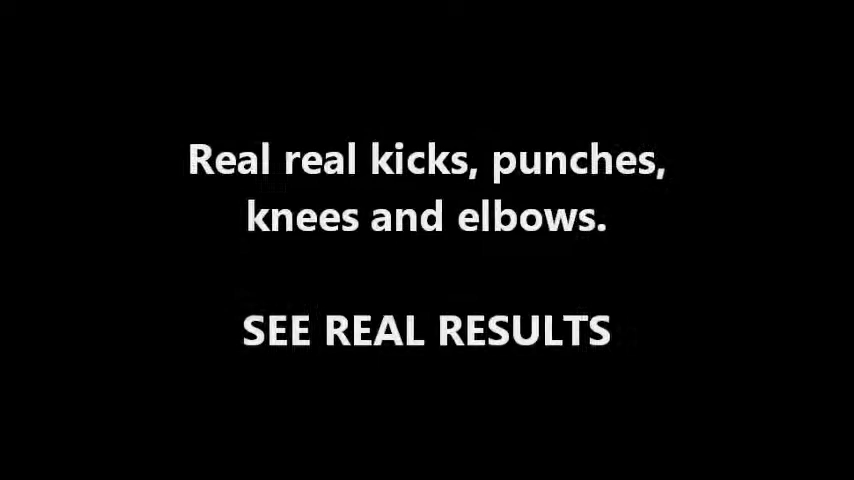 Real real kicks, punches,
knees and elbows.
SEE REAL RESULTS